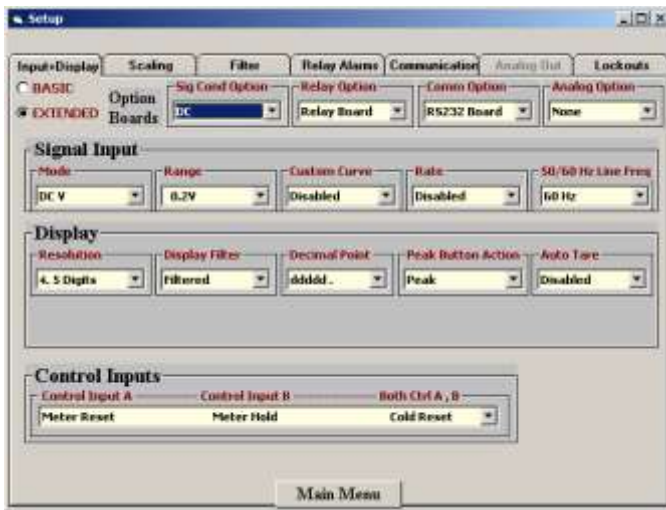 Setup
Input+Display Scaling Filter Relay Alarms Communication Analog Out Lockouts
BASIC
EXTENDED
Option Boards
Sig Cond Option Relay Option Comm Option Analog Option
DC Relay Board RS232 Board None
Signal Input
Mode Range Custom Curve Rate 50/60 Hz Line Freq
DC V 0.2V Disabled Disabled 60 Hz
Display
Resolution Display Filter Decimal Point Peak Button Action Auto Tare
4. 5 Digits Filtered ddddd . Peak Disabled
Control Inputs
Control Input A Control Input B Both Ctrl A , B
Meter Reset Meter Hold Cold Reset
Main Menu